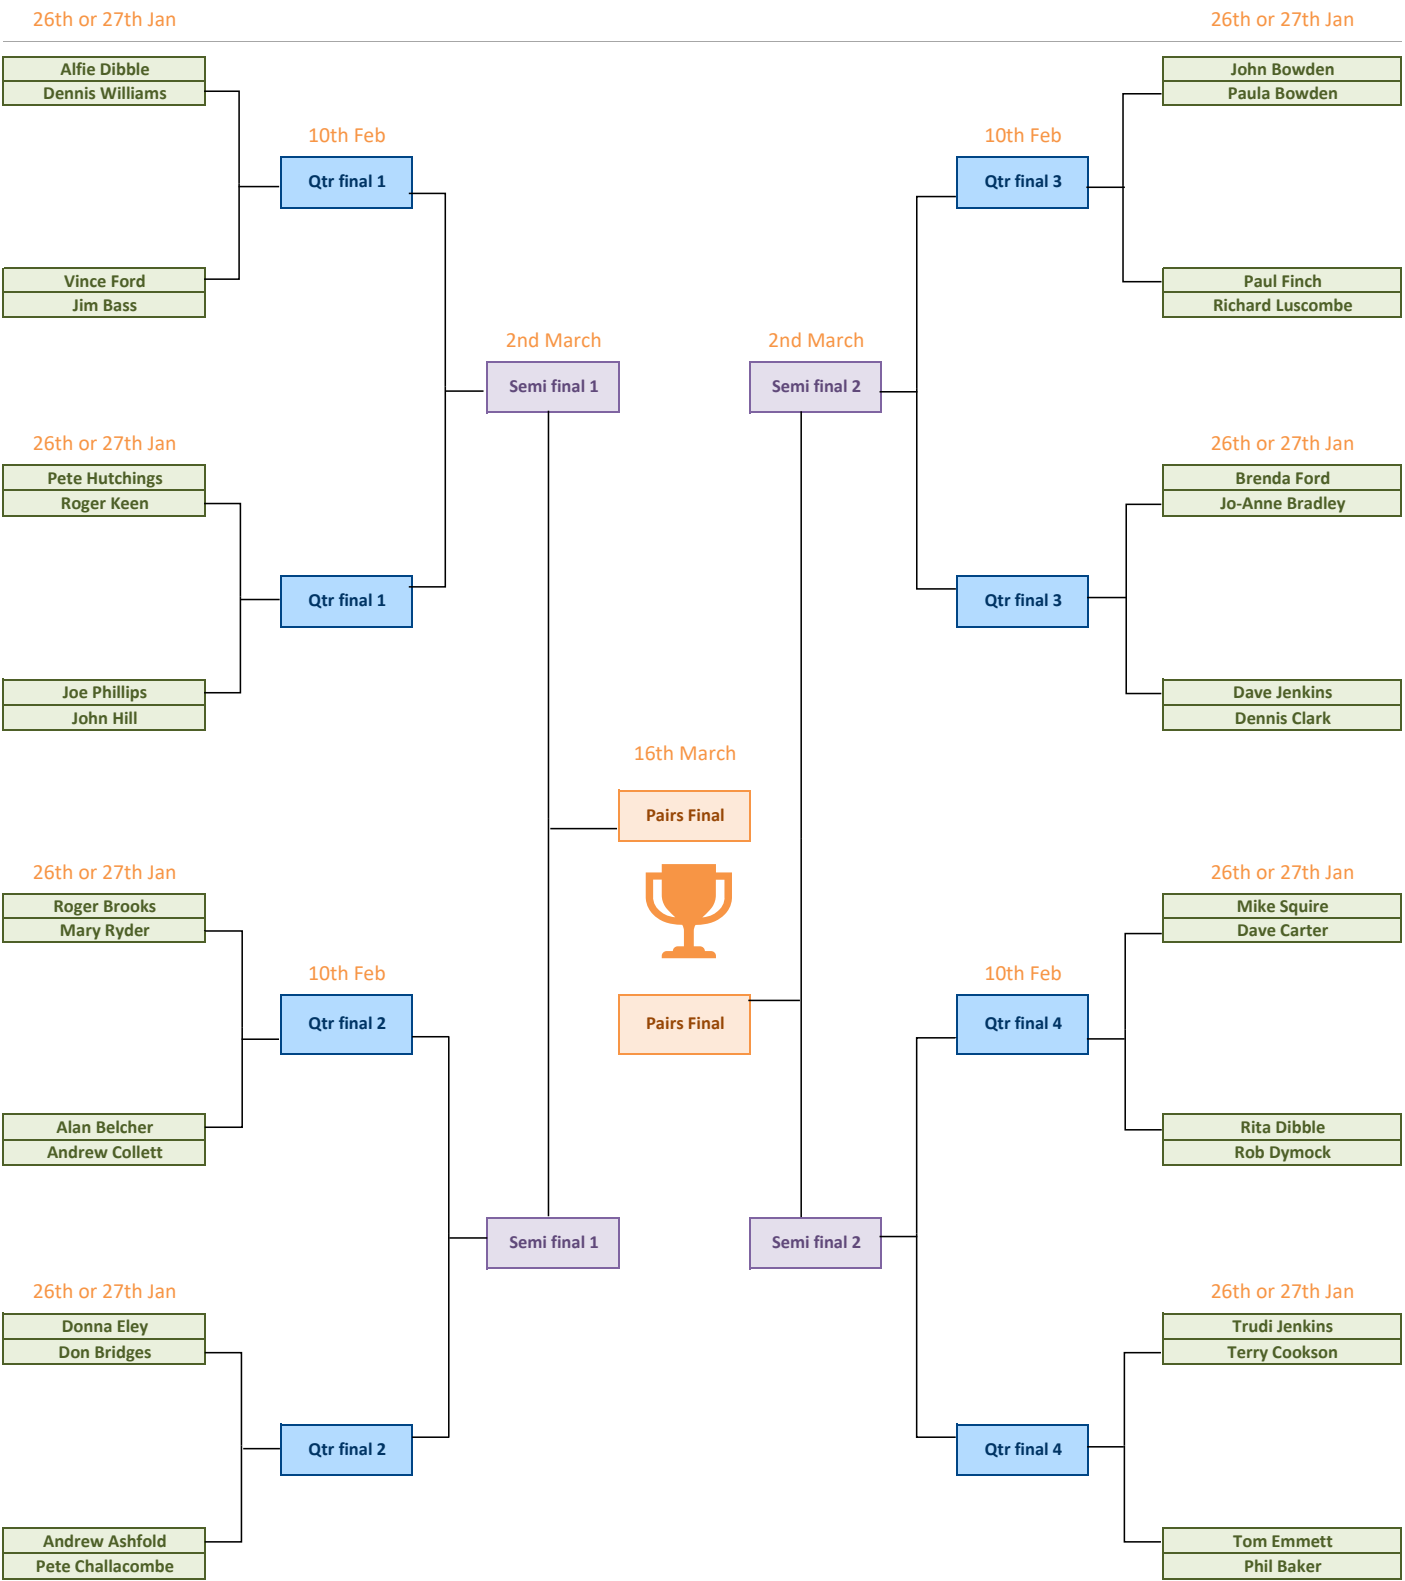 26th or 27th Jan
26th or 27th Jan
Alfie Dibble
Dennis Williams
John Bowden
Paula Bowden
10th Feb
10th Feb
Qtr final 1
Qtr final 3
Vince Ford
Jim Bass
Paul Finch
Richard Luscombe
2nd March
2nd March
Semi final 1
Semi final 2
26th or 27th Jan
26th or 27th Jan
Pete Hutchings
Roger Keen
Brenda Ford
Jo-Anne Bradley
Qtr final 1
Qtr final 3
Joe Phillips
John Hill
Dave Jenkins
Dennis Clark
16th March
Pairs Final
26th or 27th Jan
26th or 27th Jan
Roger Brooks
Mary Ryder
Mike Squire
Dave Carter
10th Feb
10th Feb
Qtr final 2
Pairs Final
Qtr final 4
Alan Belcher
Andrew Collett
Rita Dibble
Rob Dymock
Semi final 1
Semi final 2
26th or 27th Jan
26th or 27th Jan
Donna Eley
Don Bridges
Trudi Jenkins
Terry Cookson
Qtr final 2
Qtr final 4
Andrew Ashfold
Pete Challacombe
Tom Emmett
Phil Baker